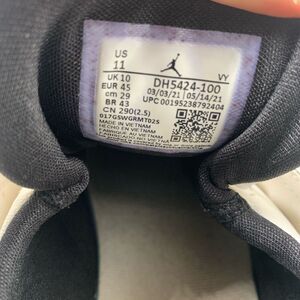 US
11
VY
UK 10
EUR 45
cm 29
BR 43
CN 290(2.5)
DH5424-100
03/03/21 05/14/21
UPC 00195238792404
017GSWGRMT02S
MADE IN VIETNAM
HECHO EN VIETNAM